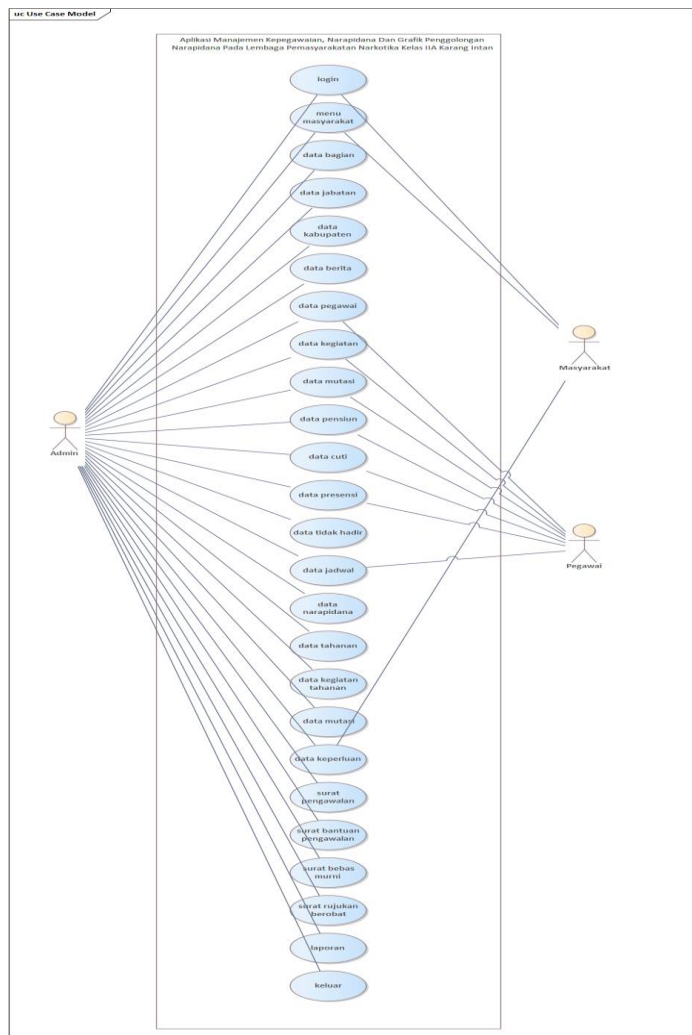 uc Use Case Model
Aplikasi Manajemen Kepegawaian, Narapidana Dan Grafik Penggolongan
Narapidana Pada Lembaga Pemasyarakatan Narkotika Kelas IIA Karang Intan
login
menu
masyarakat
data bagian
data jabatan
data
kabupaten
data berita
data pegawai
data kegiatan
data mutasi
data pensiun
data cuti
data presensi
data tidak hadir
data jadwal
data
narapidana
data tahanan
data kegiatan
tahanan
data mutasi
data keperluan
surat
pengawalan
surat bantuan
pengawalan
surat bebas
murni
surat rujukan
berobat
laporan
keluar
Admin
Masyarakat
Pegawai